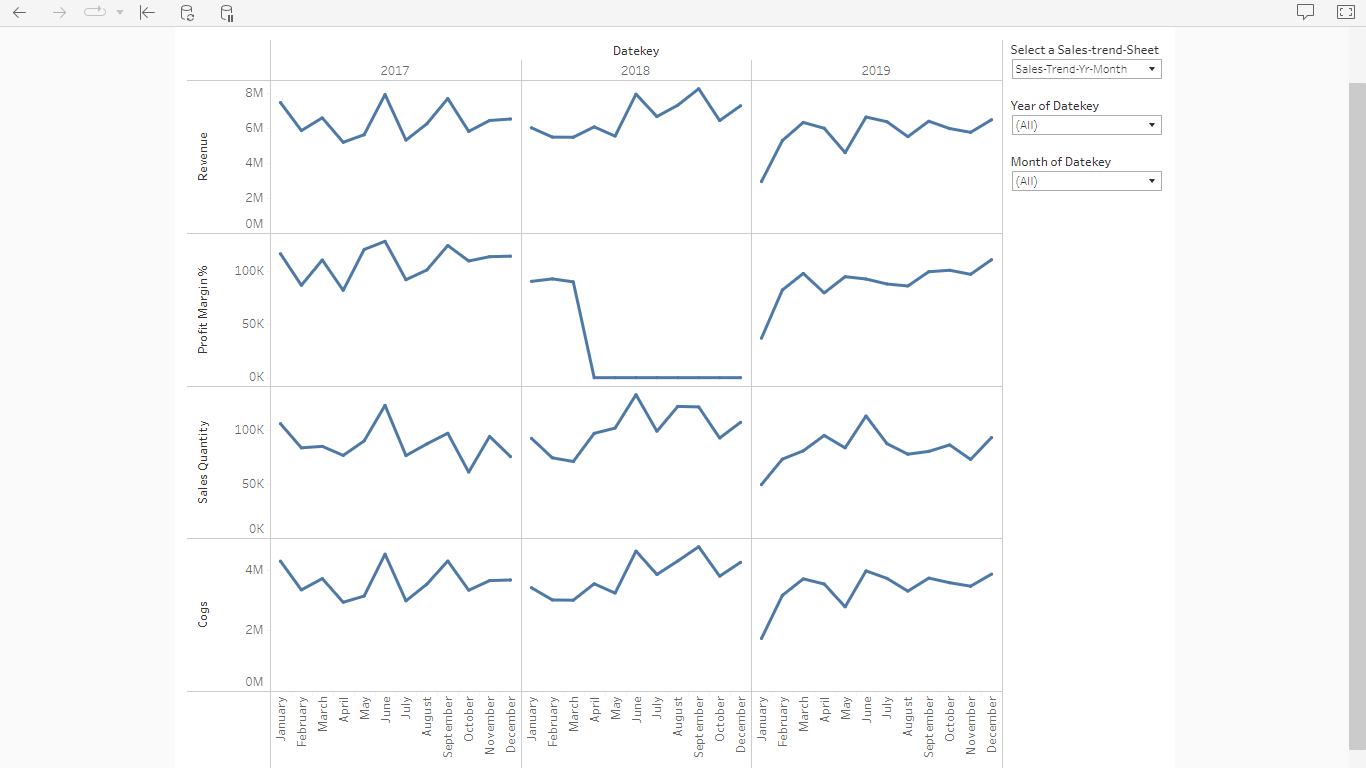 Datekey
2017 2018 2019
Select a Sales-trend-Sheet
Sales-Trend-Yr-Month
Year of Datekey
(All)
Month of Datekey
(All)
Revenue
8M
6M
4M
2M
0M
Profit Margin%
100K
50K
0K
Sales Quantity
100K
50K
0K
Cogs
4M
2M
0M
January February March April May June July August September October November December
January February March April May June July August September October November December
January February March April May June July August September October November December